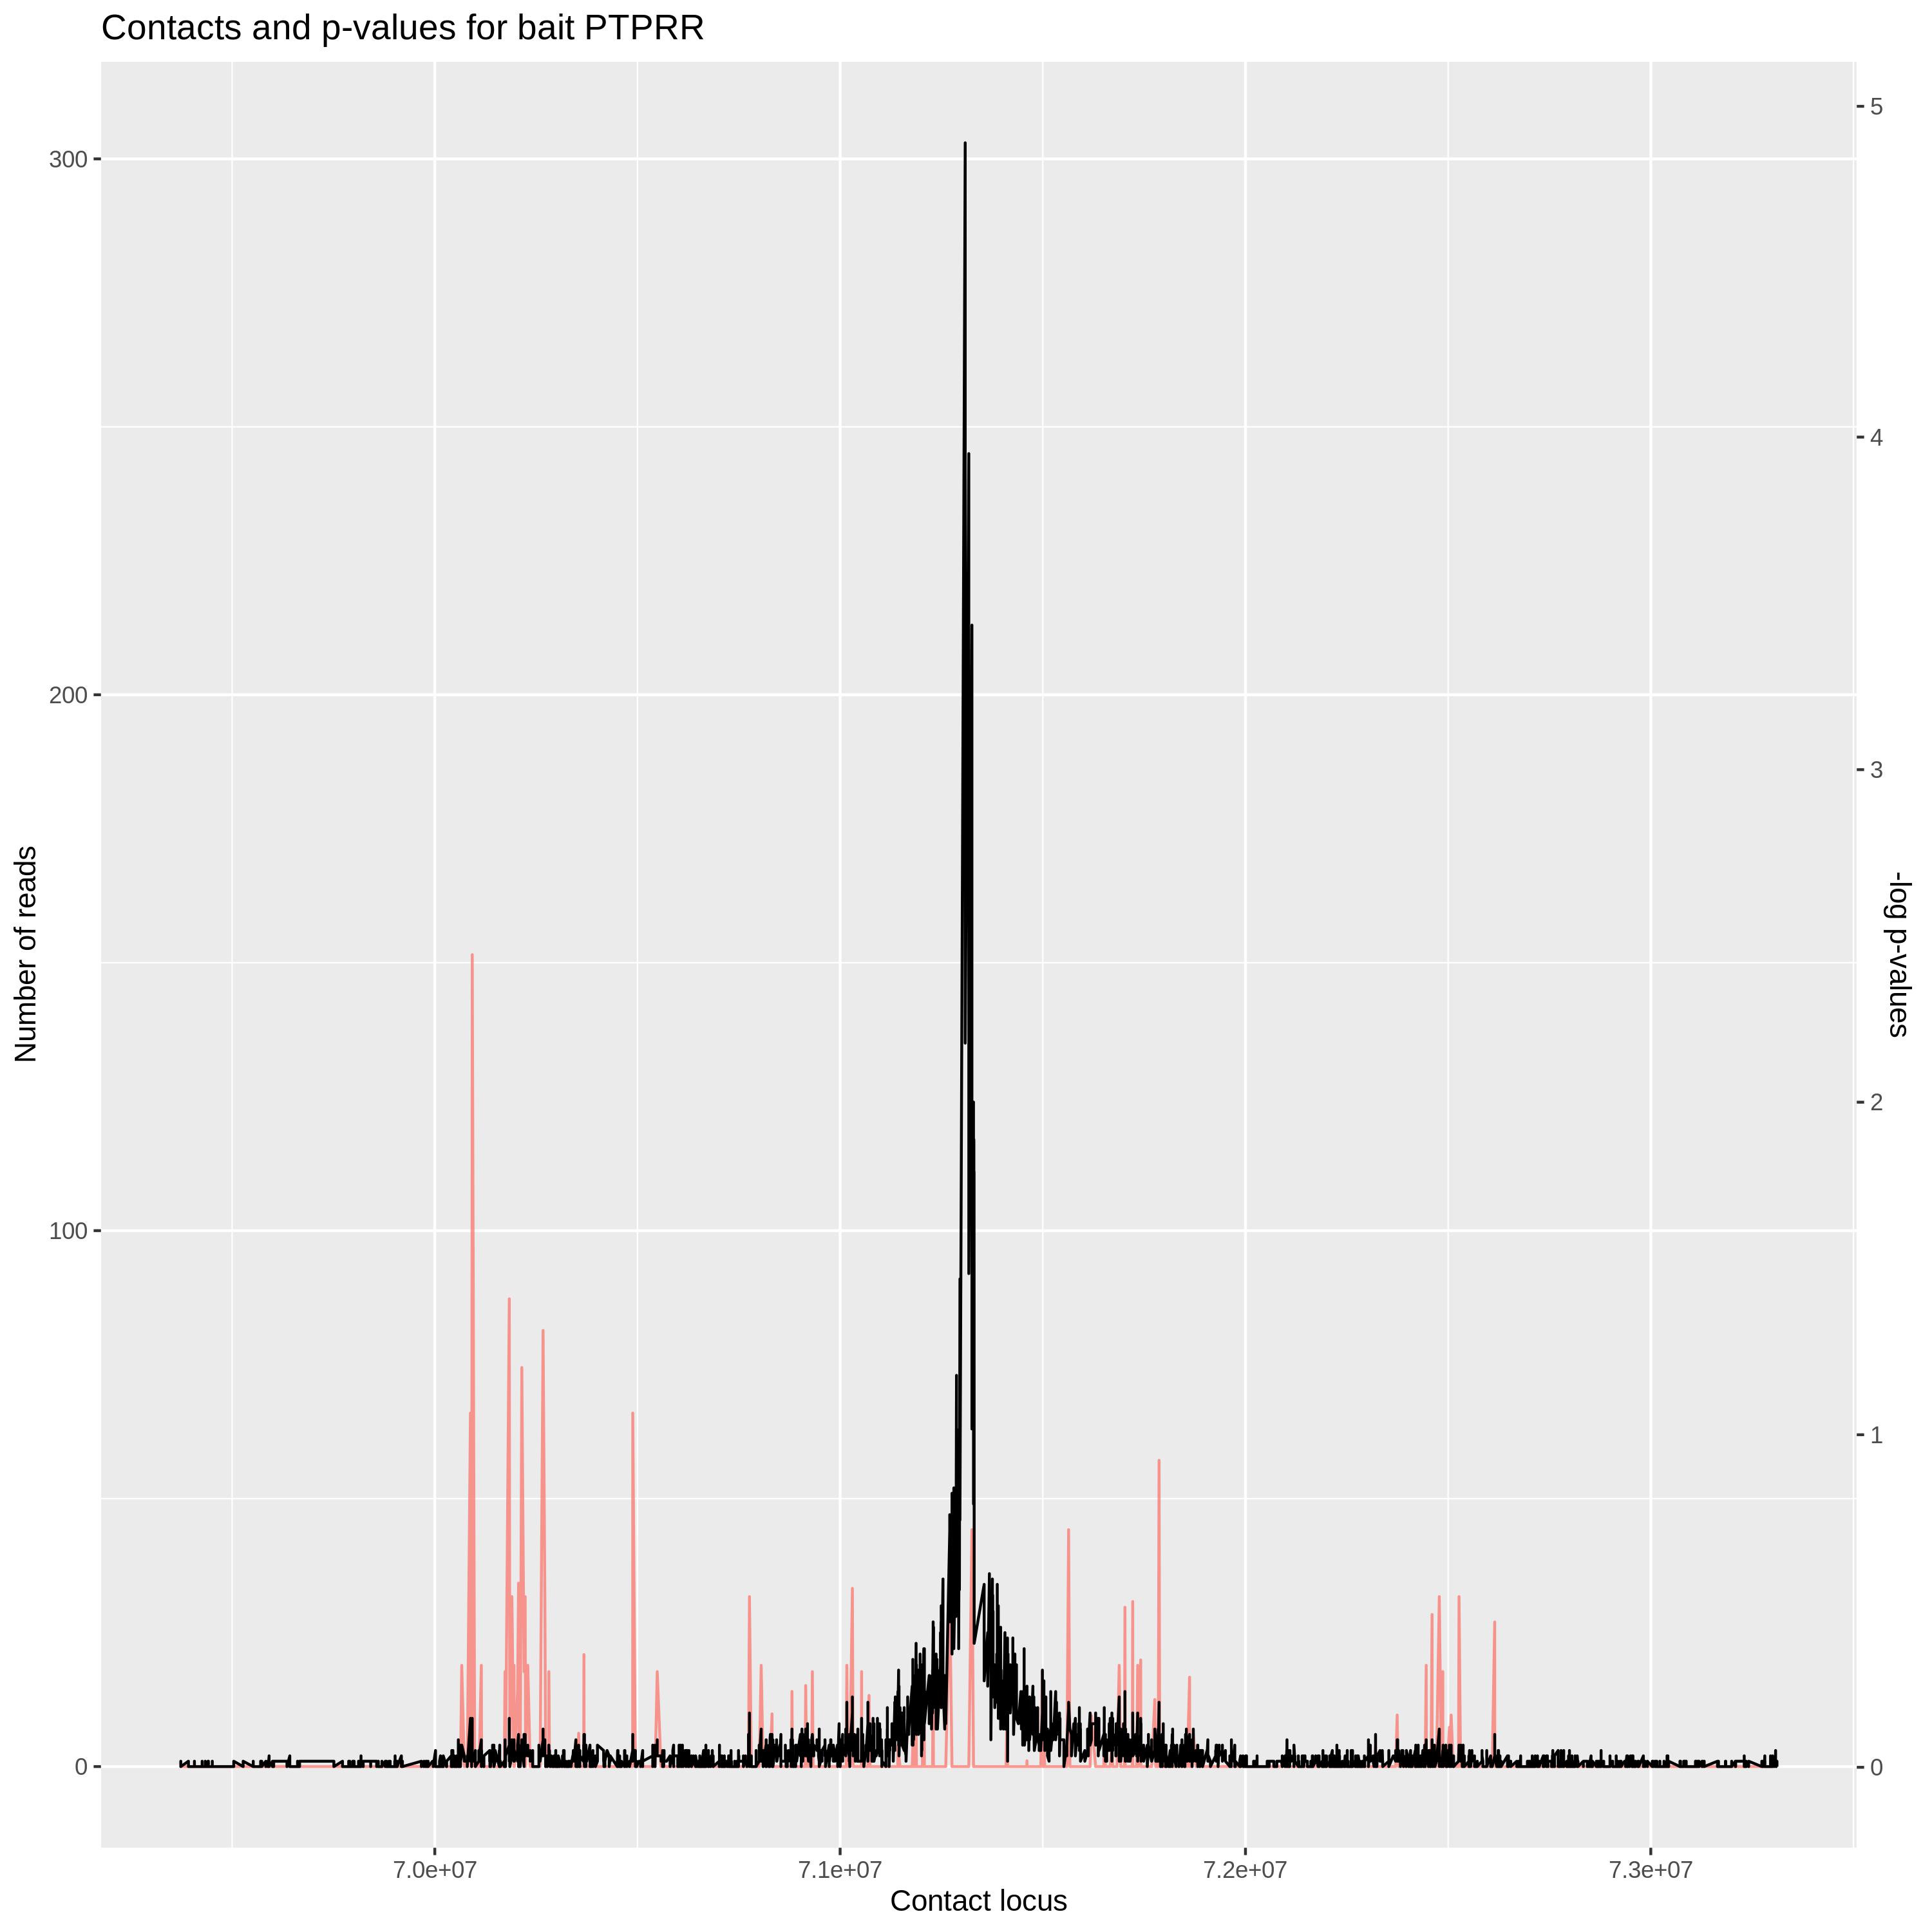 Contacts and p-values for bait PTPRR
Number of reads
300
200
100
0
5
4
3
2
1
0
-log p-values
7.0e+07 7.1e+07 7.2e+07 7.3e+07
Contact locus